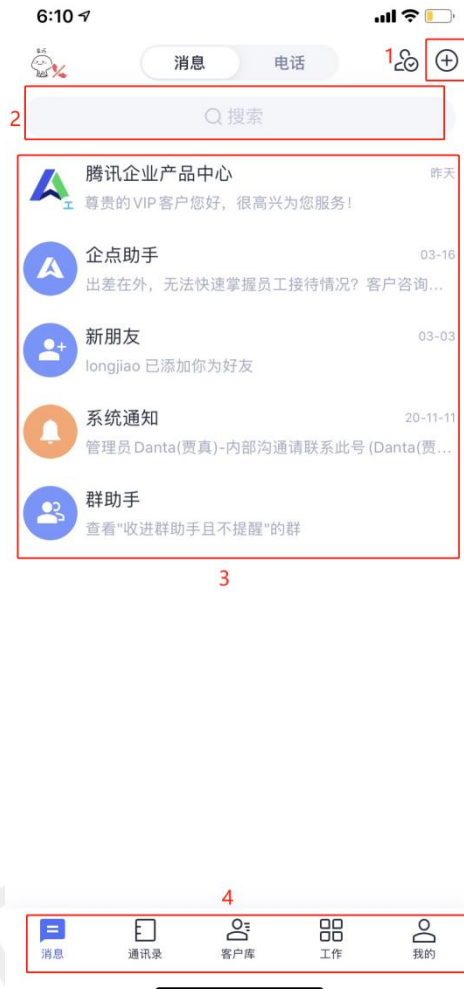 6:10
消息 电话 1
2 搜索
腾讯企业产品中心 昨天
工 尊贵的VIP客户您好，很高兴为您服务！
企点助手 03-16
出差在外，无法快速掌握员工接待情况？客户咨询...
新朋友 03-03
longjiao 已添加你为好友
系统通知 20-11-11
管理员Danta(贾真)-内部沟通请联系此号(Danta(贾...
群助手
查看"收进群助手且不提醒"的群
3
4
消息 通讯录 客户库 工作 我的